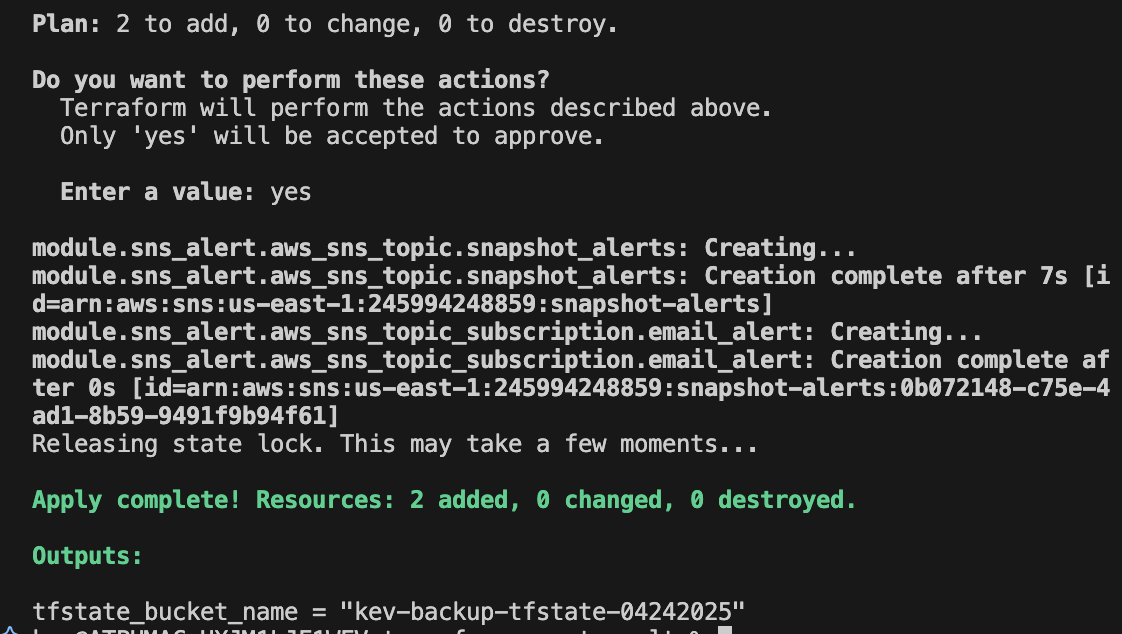 Plan: 2 to add, 0 to change, 0 to destroy.
Do you want to perform these actions?
Terraform will perform the actions described above.
Only 'yes' will be accepted to approve.
Enter a value: yes
module.sns_alert.aws_sns_topic.snapshot_alerts: Creating...
module.sns_alert.aws_sns_topic.snapshot_alerts: Creation complete after 7s [i
d=arn:aws:sns:us-east-1:245994248859:snapshot-alerts]
module.sns_alert.aws_sns_topic_subscription.email_alert: Creating...
module.sns_alert.aws_sns_topic_subscription.email_alert: Creation complete af
ter 0s [id=arn:aws:sns:us-east-1:245994248859:snapshot-alerts:0b072148-c75e-4
ad1-8b59-9491f9b94f61]
Releasing state lock. This may take a few moments...
Apply complete! Resources: 2 added, 0 changed, 0 destroyed.
Outputs:
tfstate_bucket_name = "kev-backup-tfstate-04242025"